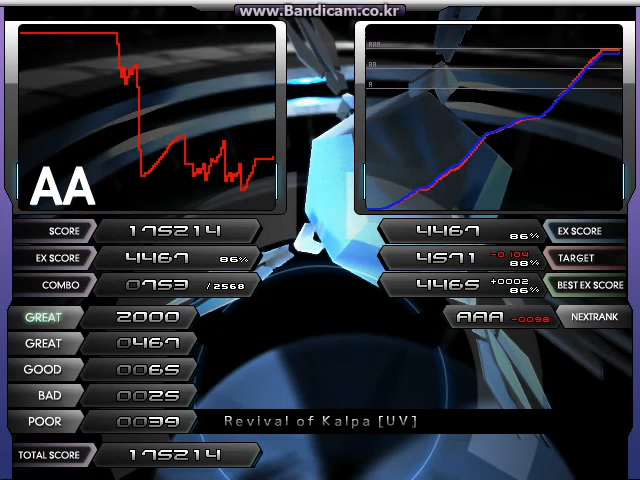 www.Bandicam.co.kr
AAA
AA
A
AA
SCORE 175214
EX SCORE 4467 86%
COMBO 0753 /2568
4467 86% EX SCORE
4571 -0104 88% TARGET
4465 +0002 86% BEST EX SCORE
AAA -0098 NEXTRANK
GREAT 2000
GREAT 0467
GOOD 0065
BAD 0025
POOR 0039
Revival of Kalpa [UV]
TOTAL SCORE 175214